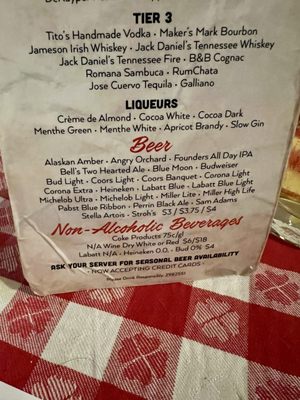 TIER 3
Tito's Handmade Vodka • Maker's Mark Bourbon
Jameson Irish Whiskey • Jack Daniel's Tennessee Whiskey
Jack Daniel's Tennessee Fire • B&B Cognac
Romana Sambuca • RumChata
Jose Cuervo Tequila • Galliano
LIQUEURS
Crème de Almond • Cocoa White • Cocoa Dark
Menthe Green • Menthe White • Apricot Brandy • Slow Gin
Beer
Alaskan Amber • Angry Orchard • Founders All Day IPA
Bell's Two Hearted Ale • Blue Moon • Budweiser
Bud Light • Coors Light • Coors Banquet • Corona Light
Corona Extra • Heineken • Labatt Blue • Labatt Blue Light
Michelob Ultra • Michelob Light • Miller Lite • Miller High Life
Pabst Blue Ribbon • Perrin Black Ale • Sam Adams
Stella Artois • Stroh's $3 / $3.75 / $4
Non-Alcoholic Beverages
Coke Products 75c/gl
N/A Wine Dry White or Red $6/$18
Labatt N/A • Heineken 0.0. • Bud 0% $4
ASK YOUR SERVER FOR SEASONAL BEER AVAILABILITY
- NOW ACCEPTING CREDIT CARDS -
Please Drink Responsibly